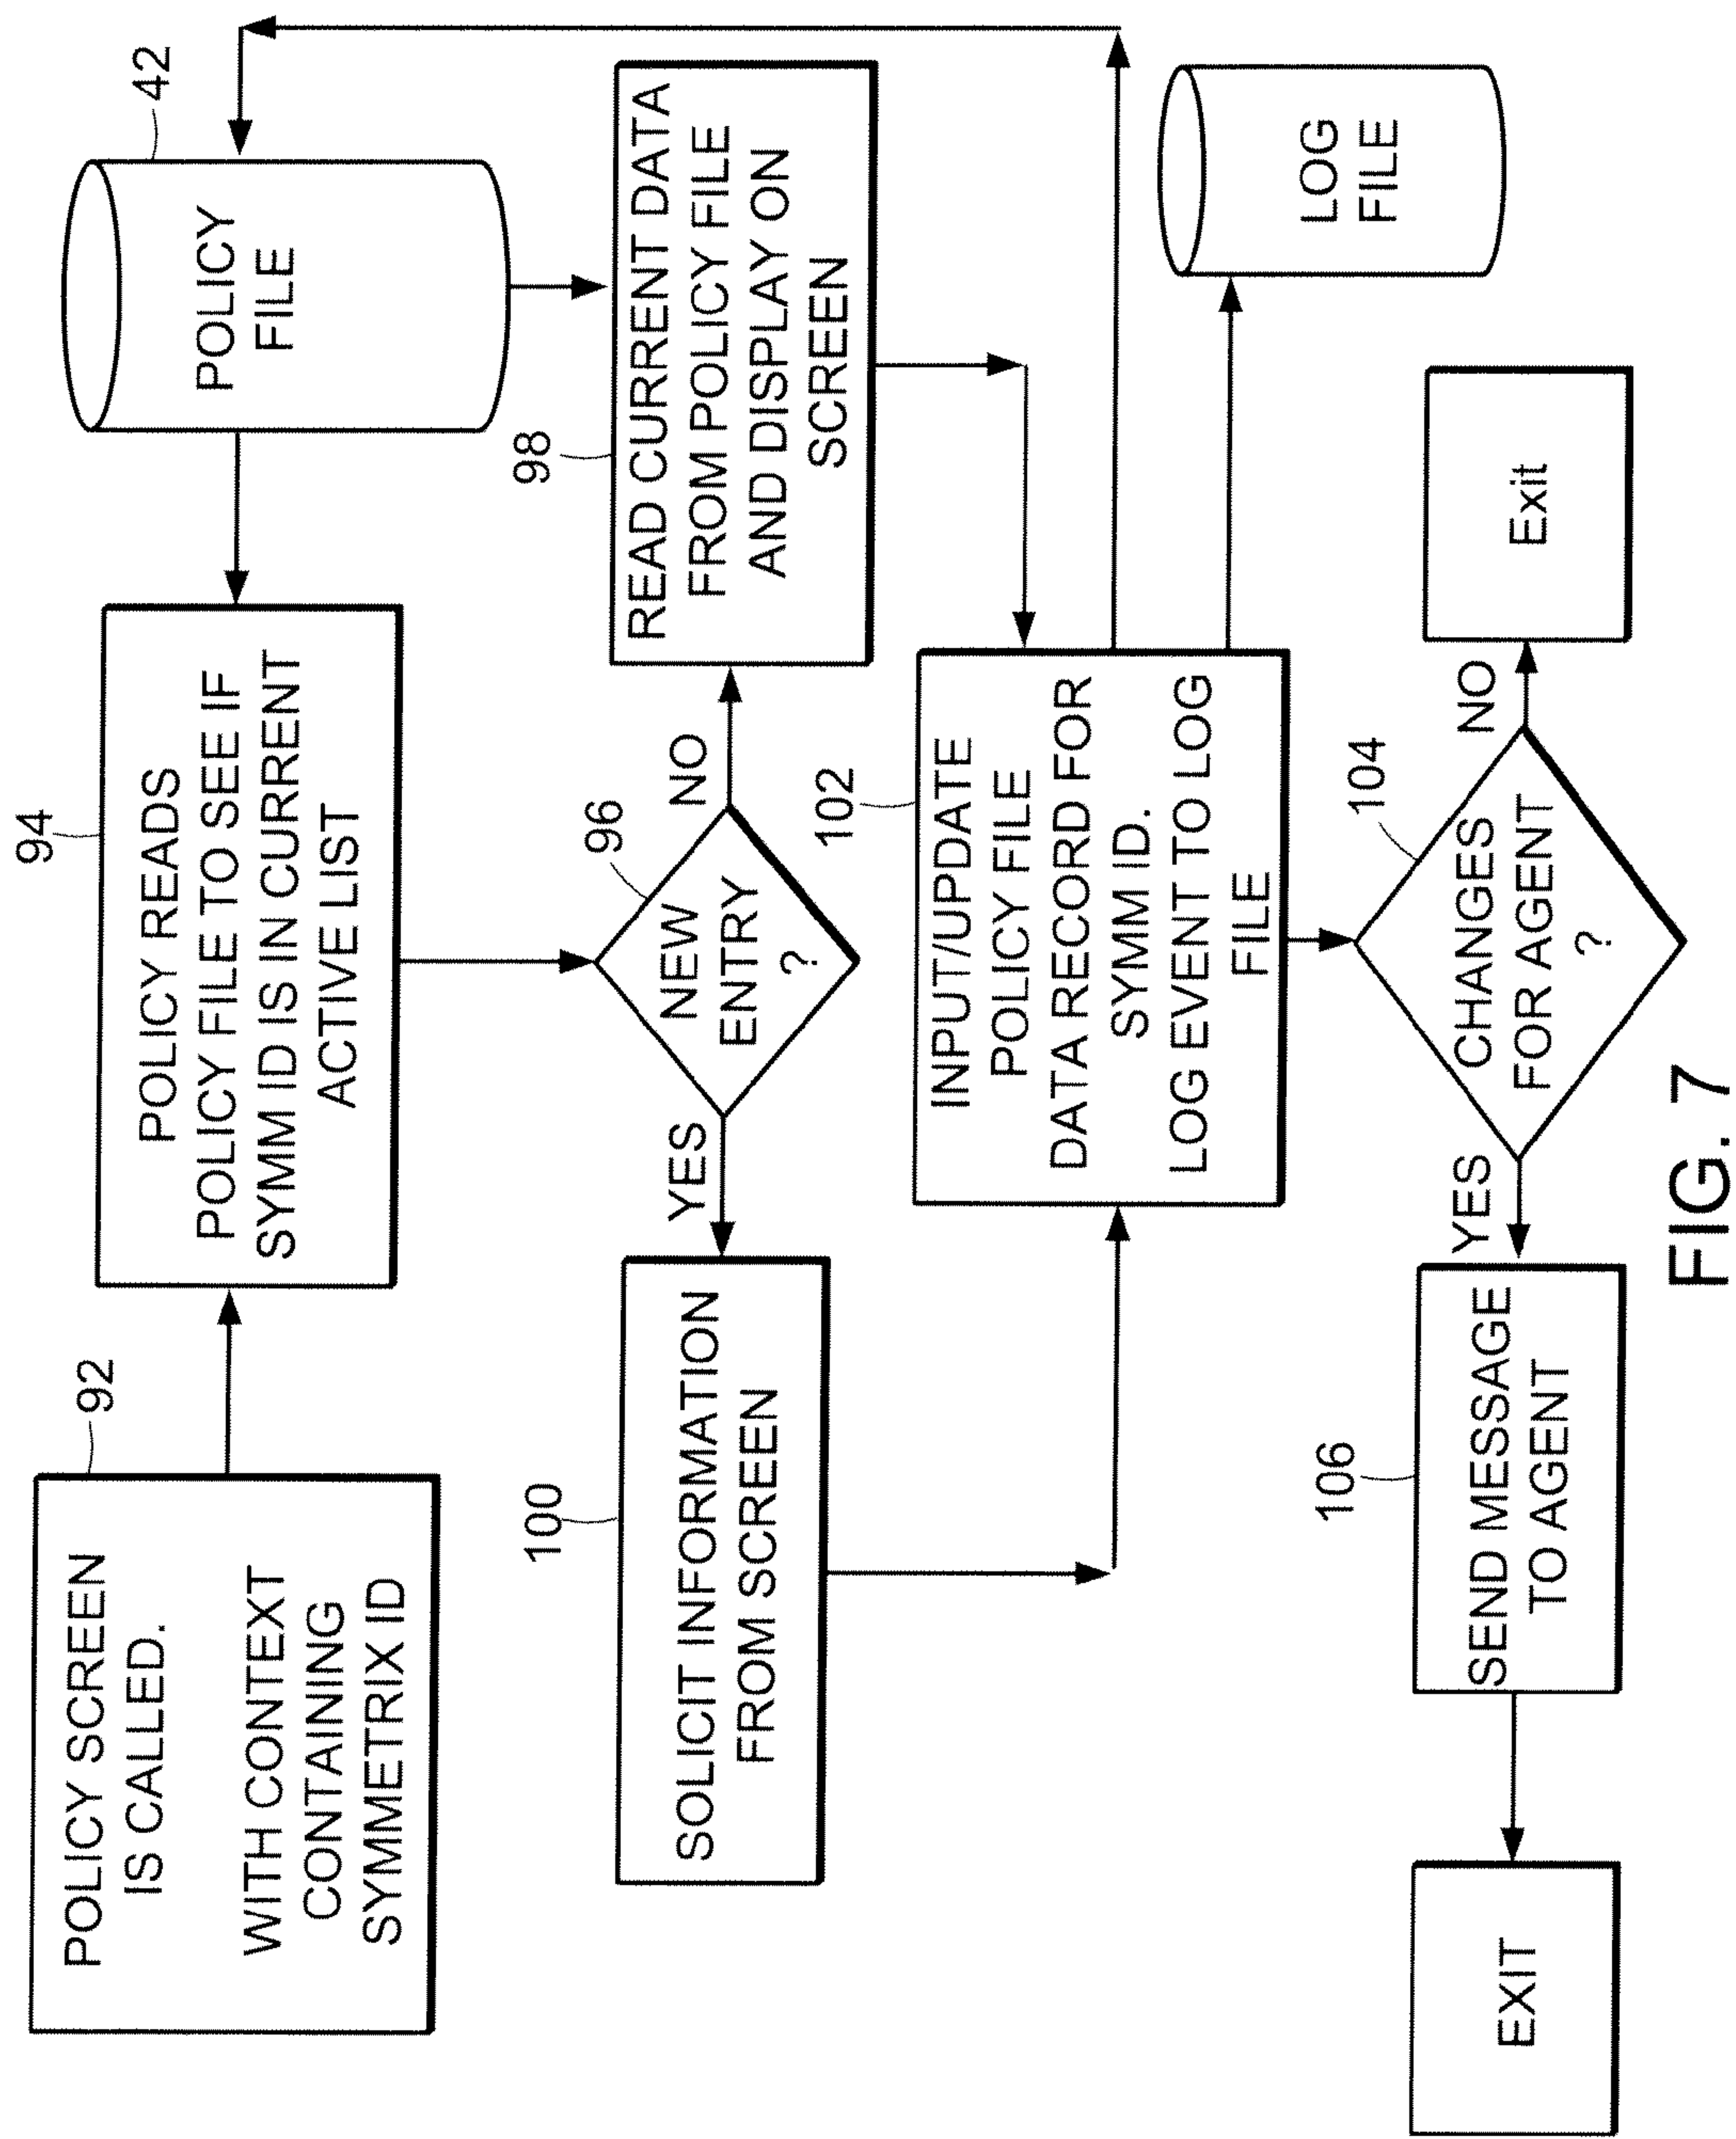 POLICY SCREEN
IS CALLED.
WITH CONTEXT
CONTAINING
SYMMETRIX ID
92
94
POLICY READS
POLICY FILE TO SEE IF
SYMM ID IS IN CURRENT
ACTIVE LIST
42
POLICY
FILE
100
SOLICIT INFORMATION
FROM SCREEN
YES
96
NEW
ENTRY
?
NO
98
READ CURRENT DATA
FROM POLICY FILE
AND DISPLAY ON
SCREEN
102
INPUT/UPDATE
POLICY FILE
DATA RECORD FOR
SYMM ID.
LOG EVENT TO LOG
FILE
LOG
FILE
EXIT
106
SEND MESSAGE
TO AGENT
YES
104
CHANGES
FOR AGENT
?
NO
Exit
FIG. 7